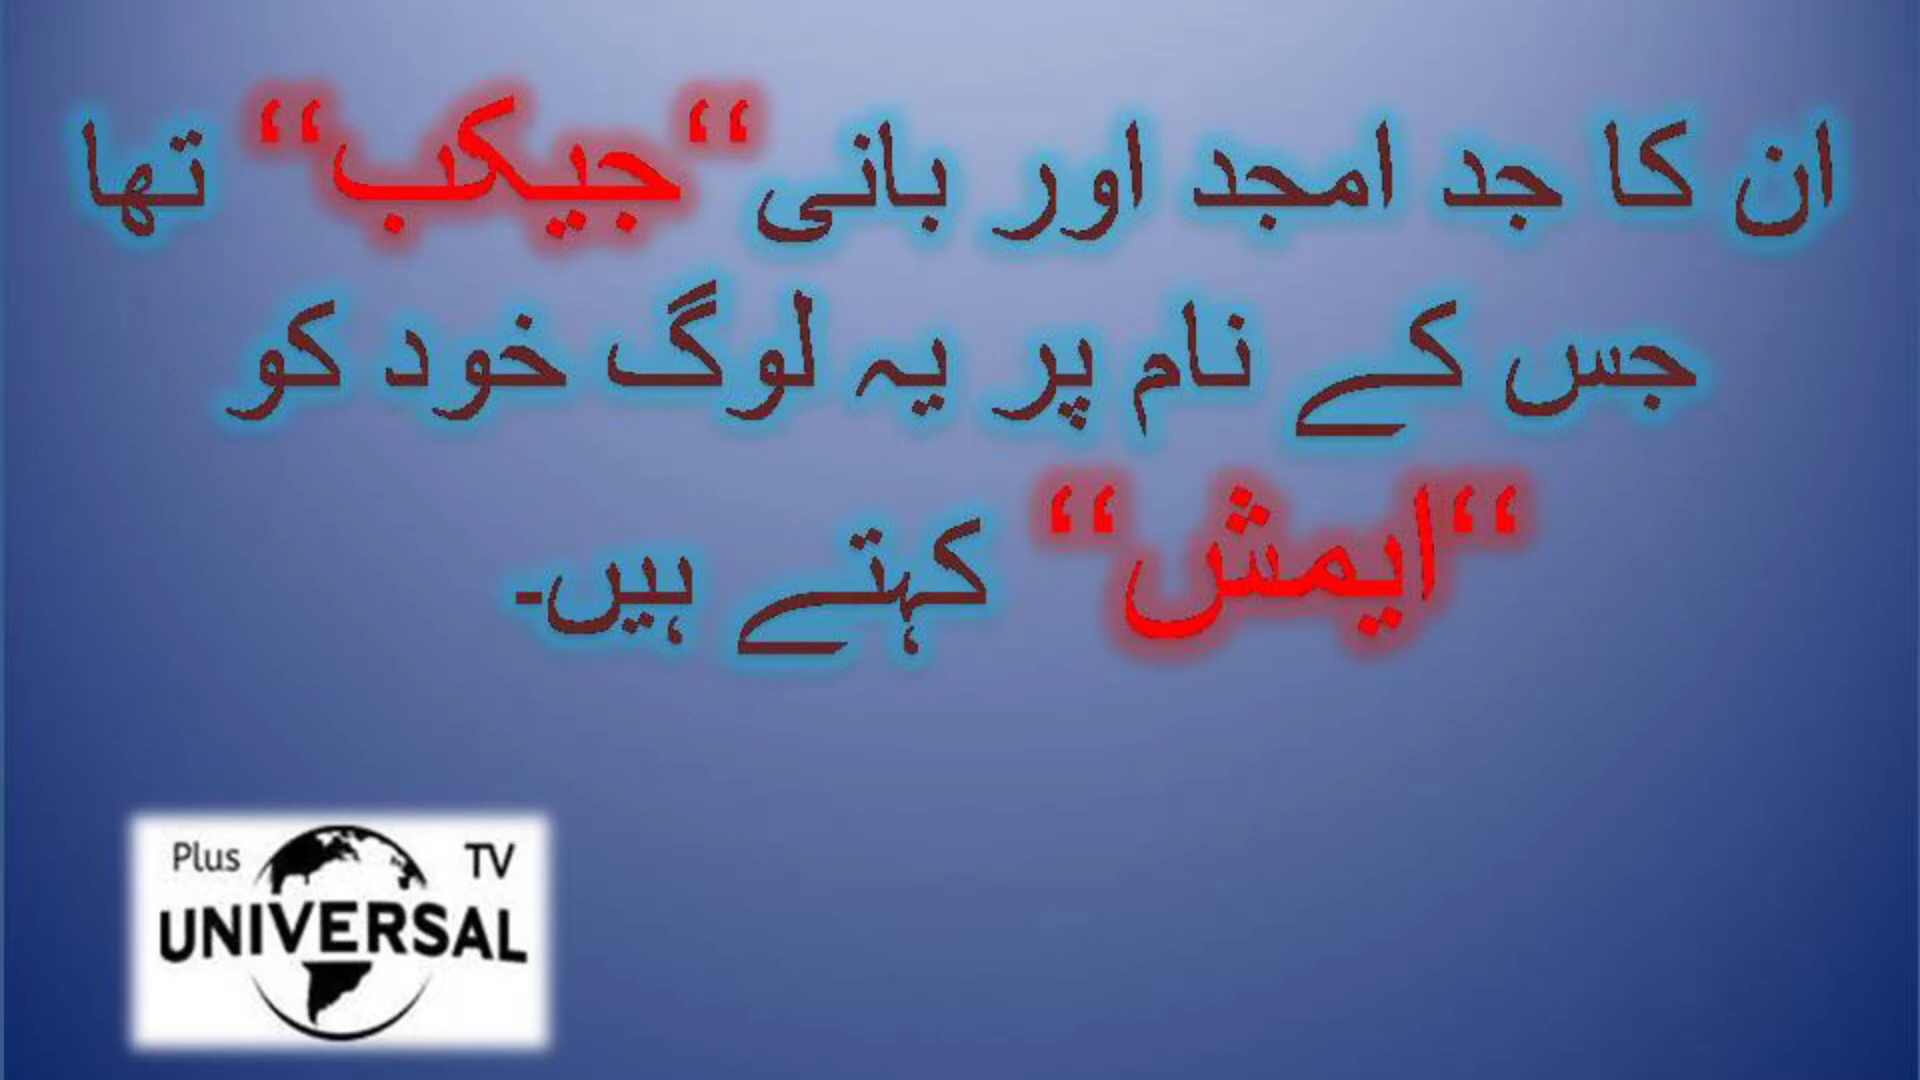 ان کا جد امجد اور بانی “جیکب“ تھا
جس کے نام پر یہ لوگ خود کو
“ایمش“ کہتے ہیں۔
Plus TV
UNIVERSAL